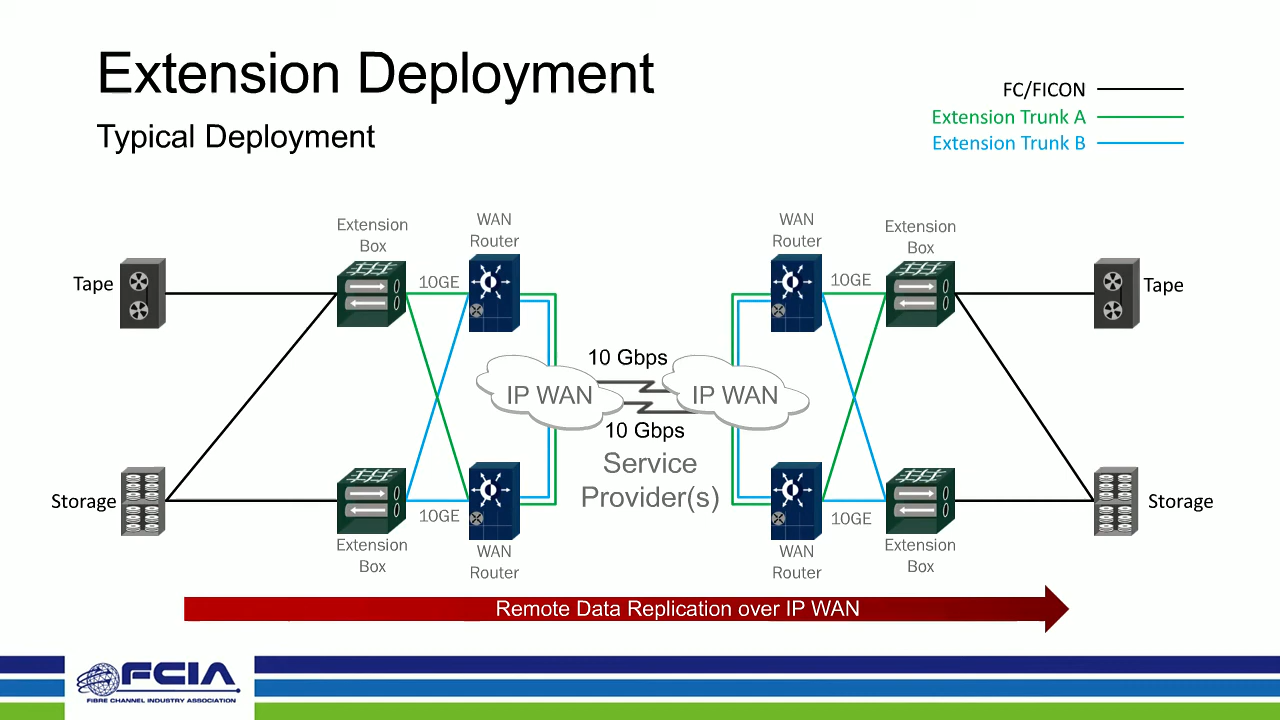 Extension Deployment
Typical Deployment
FC/FICON
Extension Trunk A
Extension Trunk B
Extension
Box
WAN
Router
WAN
Router
Extension
Box
Tape
10GE
10GE
Tape
10 Gbps
IP WAN
IP WAN
10 Gbps
Service
Provider(s)
Storage
10GE
10GE
Storage
Extension
Box
WAN
Router
WAN
Router
Extension
Box
Remote Data Replication over IP WAN
FCIA
FIBRE CHANNEL INDUSTRY ASSOCIATION